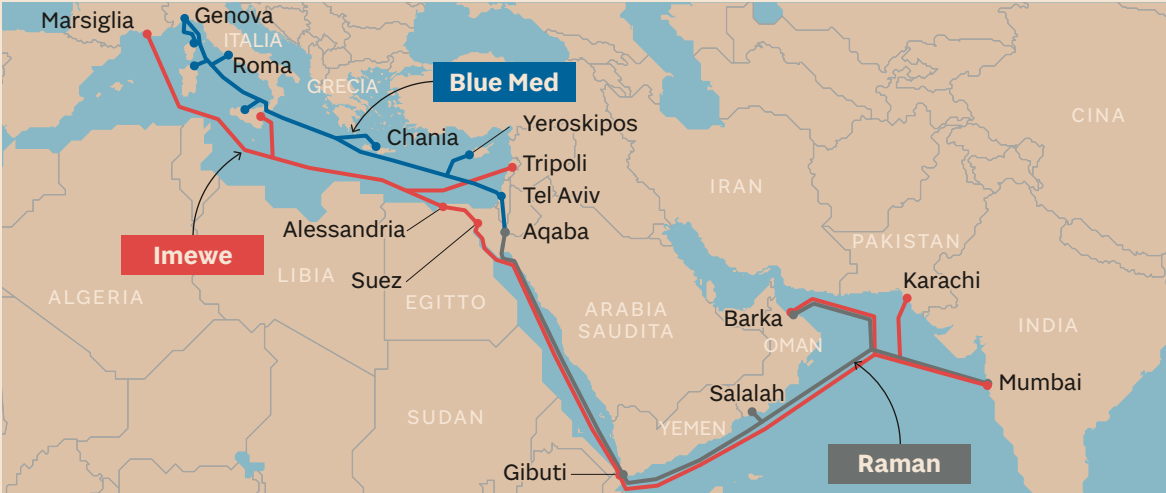 Marsiglia
Genova
ITALIA
Roma
GRECIA
Blue Med
Chania
Yeroskipos
Tripoli
Tel Aviv
Alessandria
Aqaba
Imewe
Suez
LIBIA
ALGERIA
EGITTO
ARABIA
SAUDITA
IRAN
CINA
PAKISTAN
Karachi
Barka
OMAN
INDIA
Mumbai
Salalah
SUDAN
YEMEN
Gibuti
Raman